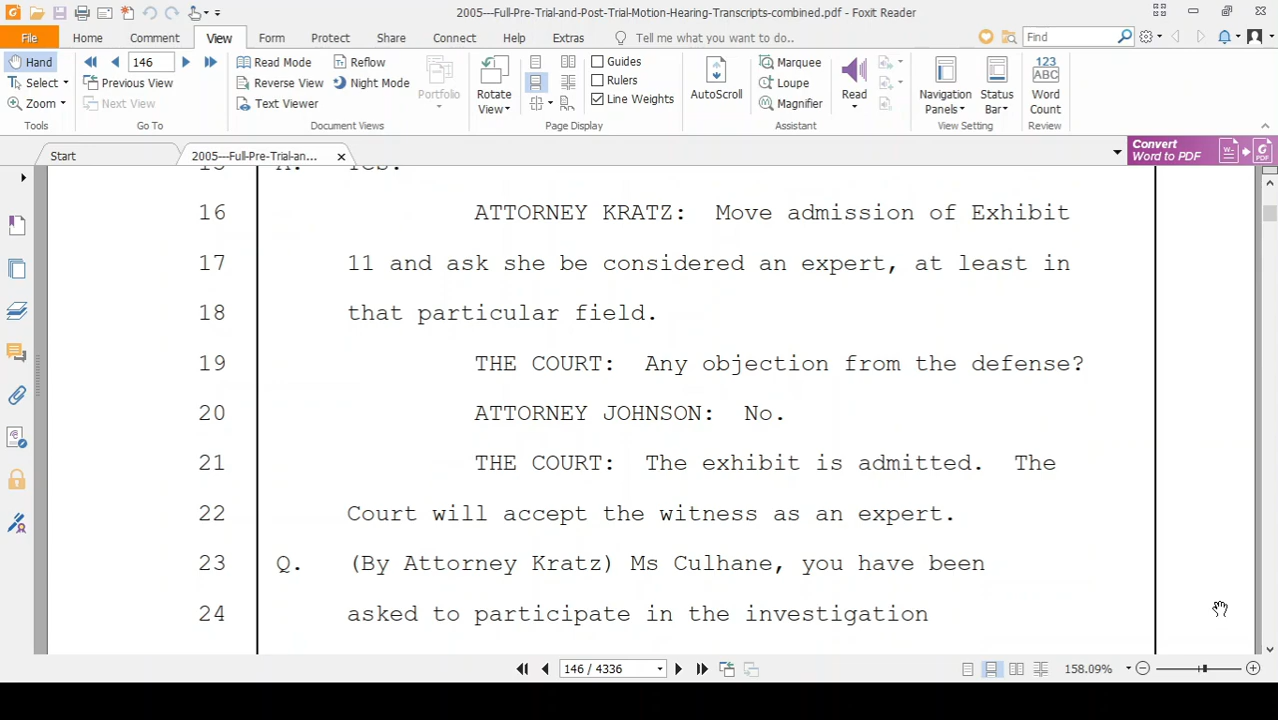 2005---Full-Pre-Trial-and-Post-Trial-Motion-Hearing-Transcripts-combined.pdf - Foxit Reader
File Home Comment View Form Protect Share Connect Help Extras Tell me what you want to do.. Find
Hand 146 Read Mode Reflow Guides Marquee
Select Previous View Reverse View Night Mode Rulers Loupe
Zoom Next View Text Viewer Portfolio Rotate View Line Weights AutoScroll Magnifier Read Navigation Panels Status Bar 123 ABC Word Count
Tools Go To Document Views Page Display Assistant View Setting Review
Start 2005---Full-Pre-Trial-an... Convert Word to PDF
16 ATTORNEY KRATZ: Move admission of Exhibit
17 11 and ask she be considered an expert, at least in
18 that particular field.
19 THE COURT: Any objection from the defense?
20 ATTORNEY JOHNSON: No.
21 THE COURT: The exhibit is admitted. The
22 Court will accept the witness as an expert.
23 Q. (By Attorney Kratz) Ms Culhane, you have been
24 asked to participate in the investigation
146 / 4336 158.09%